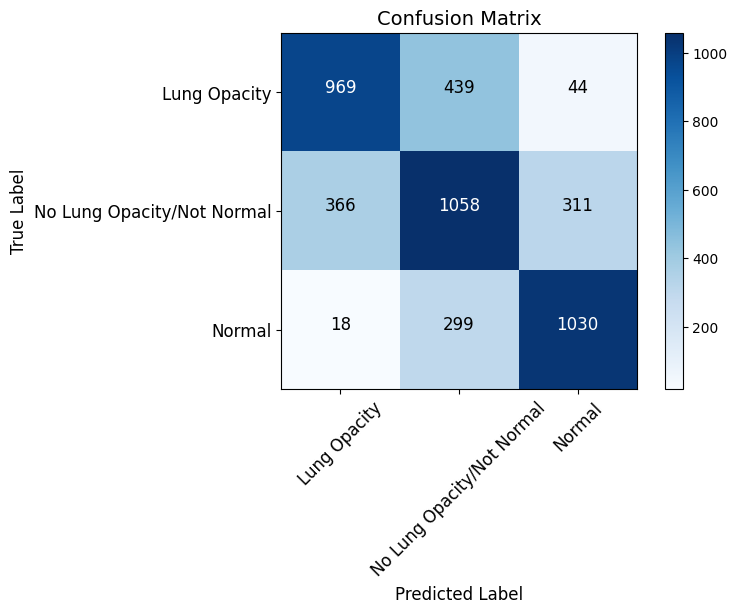 Confusion Matrix
Lung Opacity
969 439 44
No Lung Opacity/Not Normal
366 1058 311
Normal
18 299 1030
True Label
Lung Opacity
No Lung Opacity/Not Normal
Normal
Predicted Label
1000
800
600
400
200